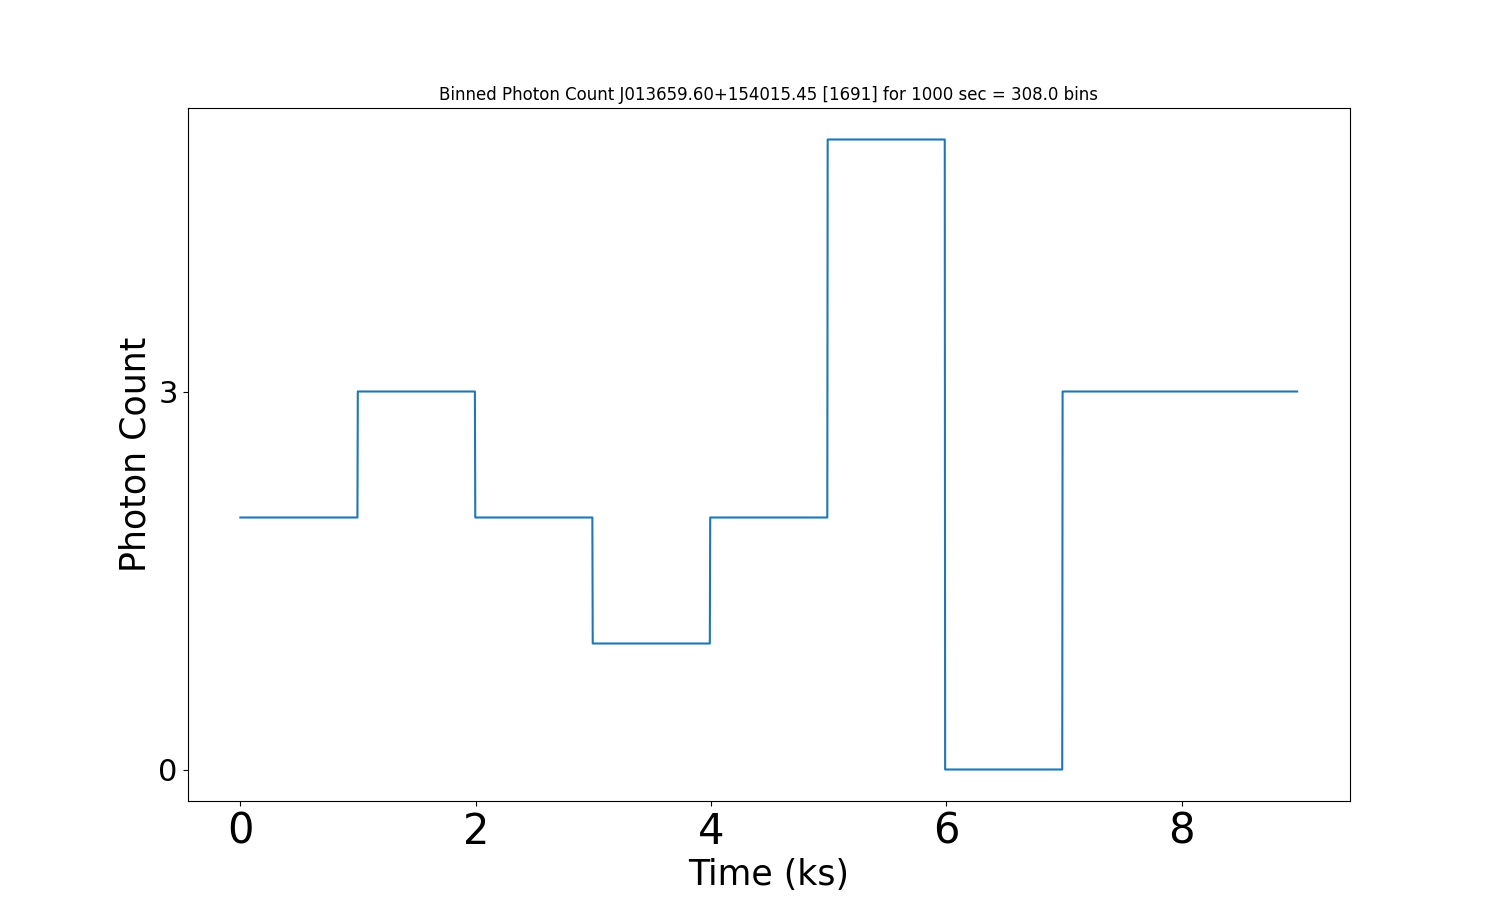 Binned Photon Count J013659.60+154015.45 [1691] for 1000 sec = 308.0 bins
Photon Count
3
0
0 2 4 6 8
Time (ks)